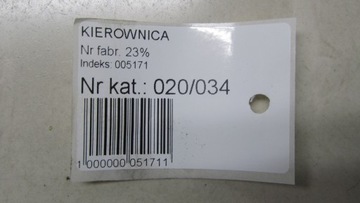 KIEROWNICA
Nr fabr. 23%
Indeks: 005171
Nr kat.: 020/034
1 000000 051711